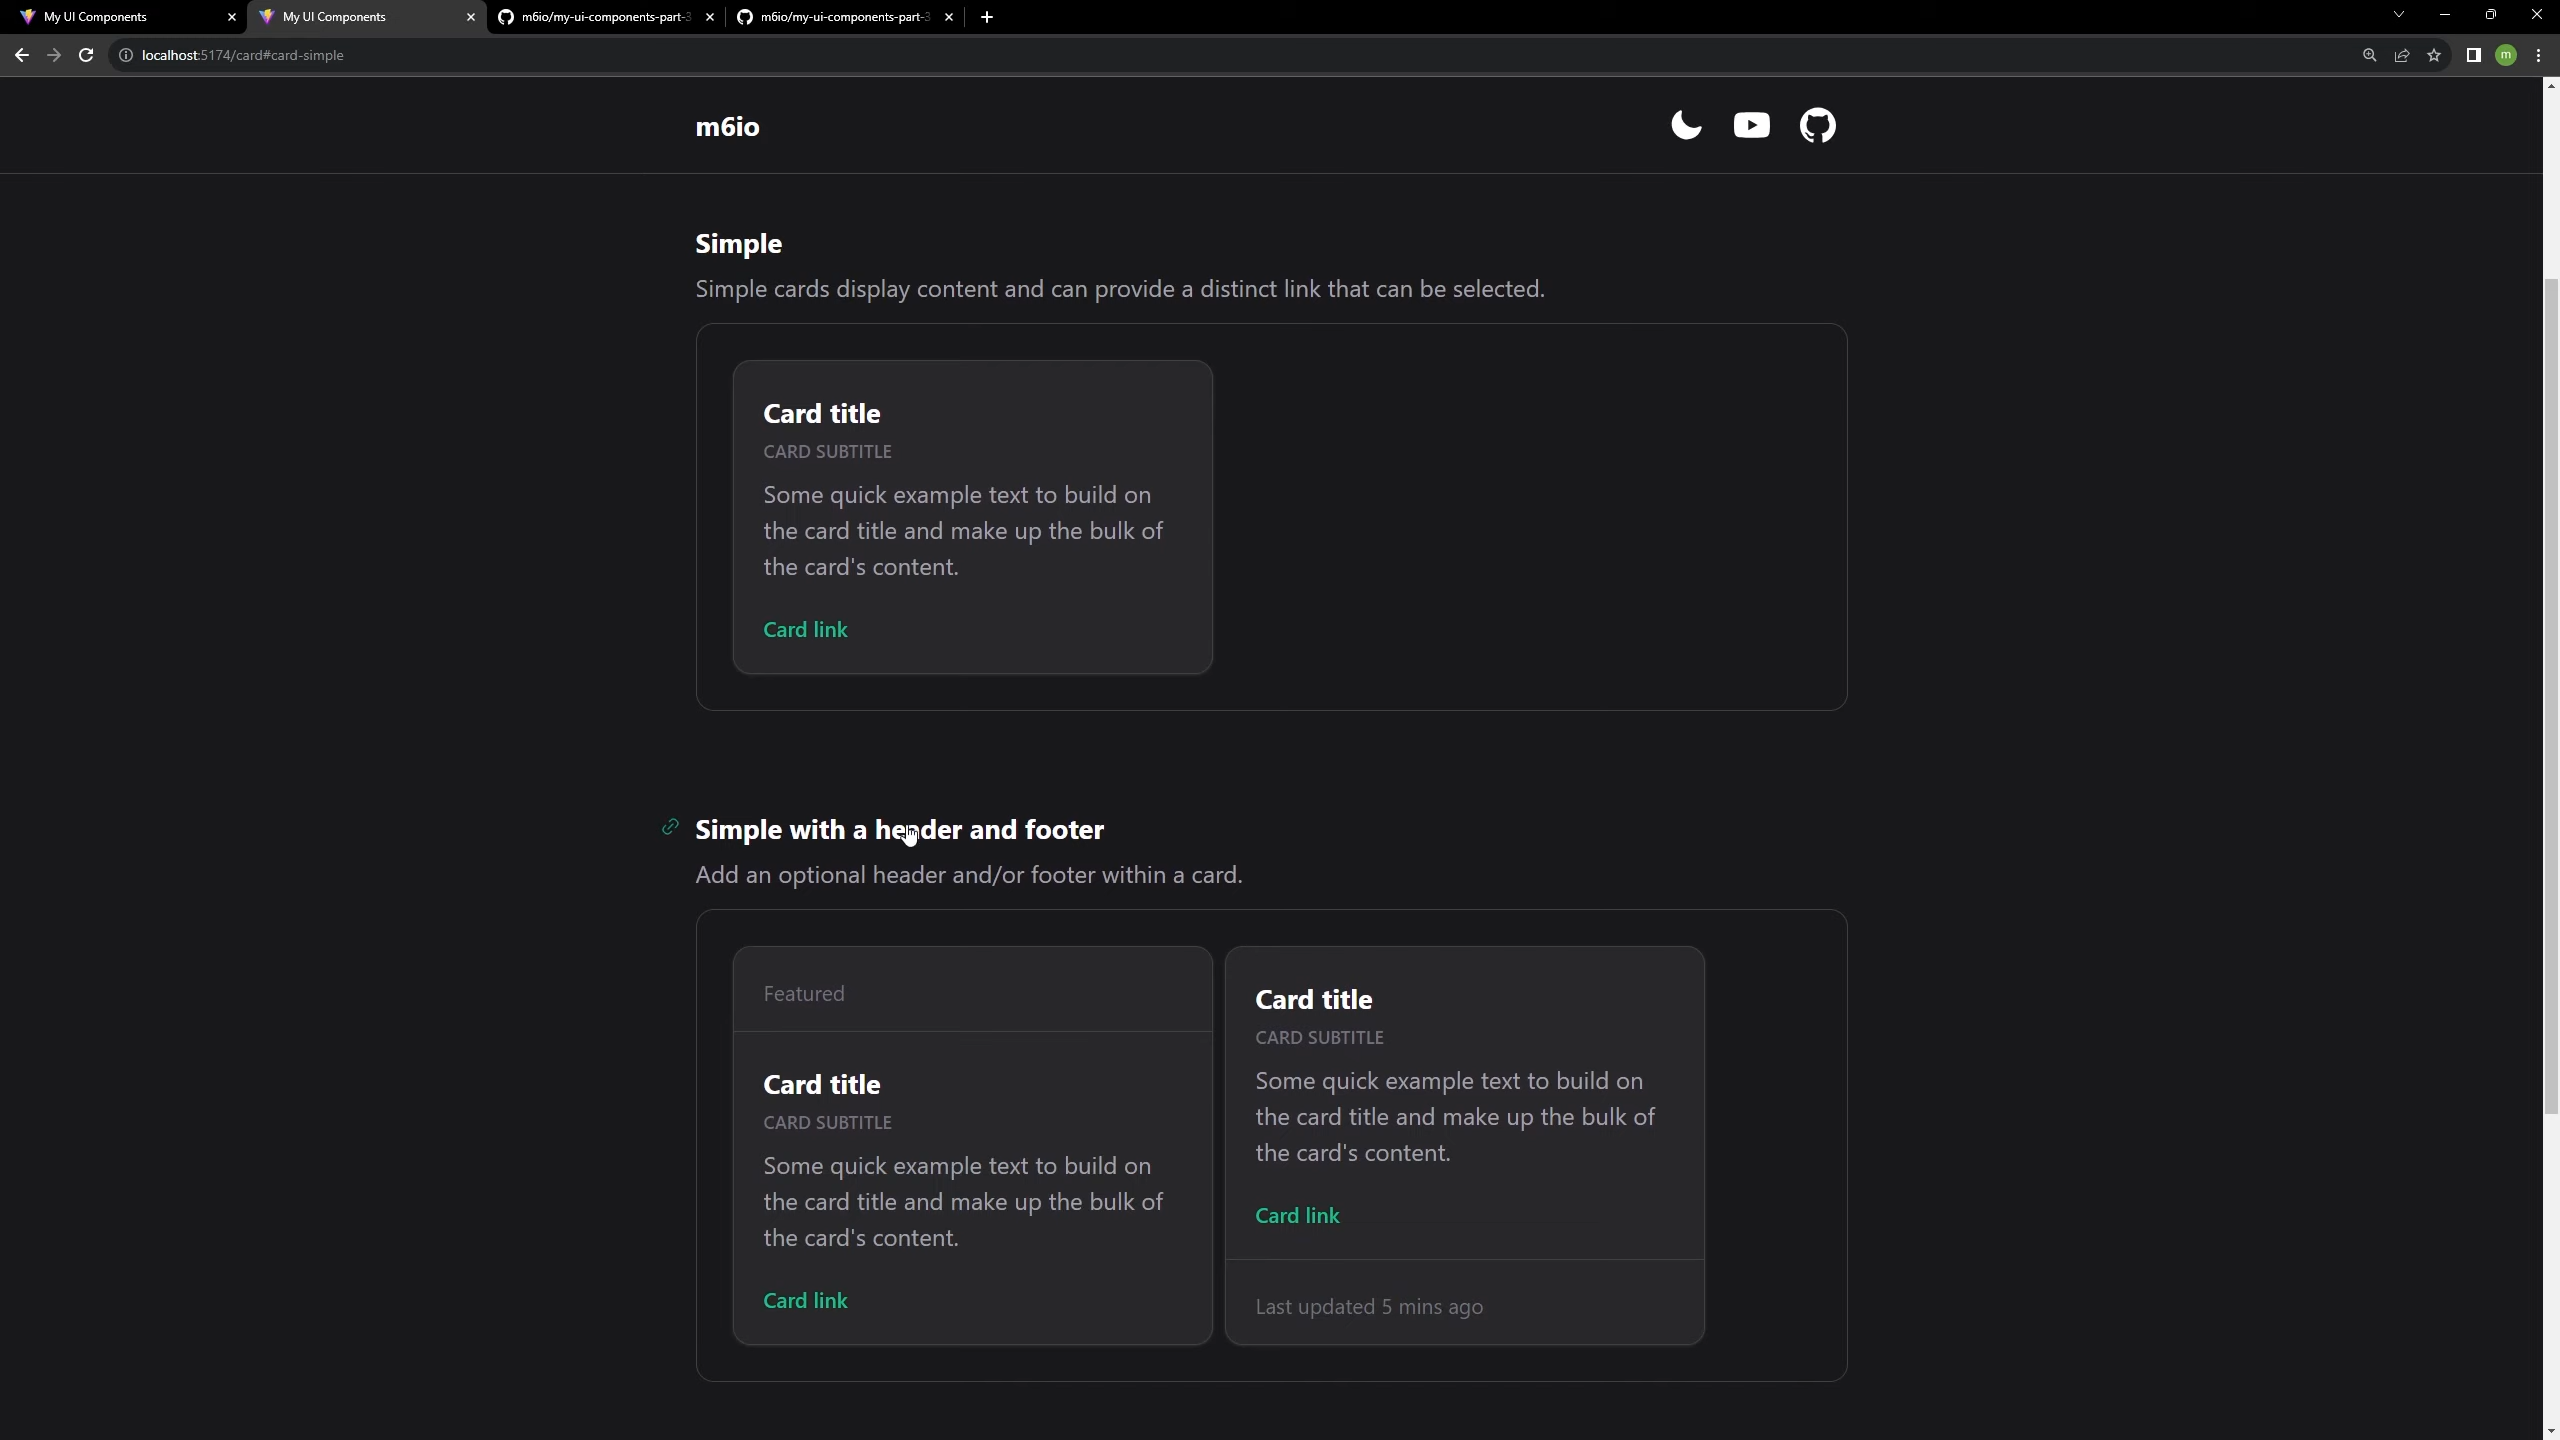 My UI Components
My UI Components
m6io/my-ui-components-part-3
m6io/my-ui-components-part-3
localhost:5174/card#card-simple
m
m6io
Simple
Simple cards display content and can provide a distinct link that can be selected.
Card title
CARD SUBTITLE
Some quick example text to build on
the card title and make up the bulk of
the card's content.
Card link
Simple with a header and footer
Add an optional header and/or footer within a card.
Featured
Card title
CARD SUBTITLE
Some quick example text to build on
the card title and make up the bulk of
the card's content.
Card link
Card title
CARD SUBTITLE
Some quick example text to build on
the card title and make up the bulk of
the card's content.
Card link
Last updated 5 mins ago